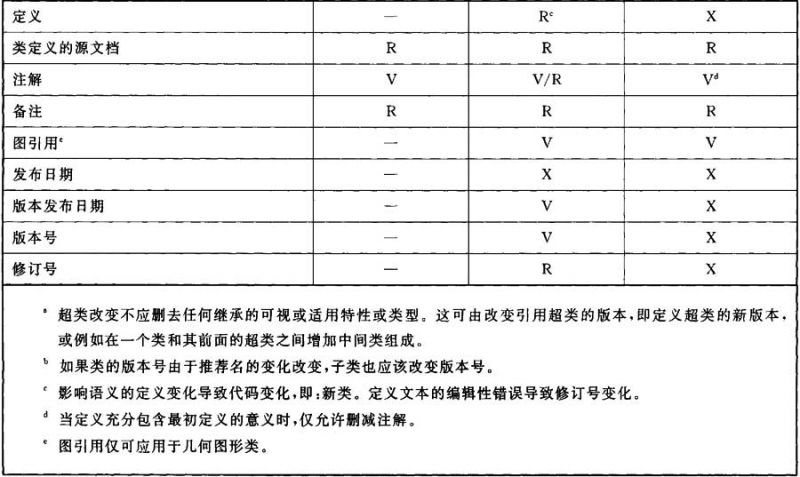 定义 — Rᶜ X
类定义的源文档 R R R
注解 V V/R Vᵈ
备注 R R R
图引用ᵉ — V V
发布日期 — X X
版本发布日期 — V X
版本号 — V X
修订号 — R X
ᵃ 超类改变不应删去任何继承的可视或适用特性或类型。这可由改变引用超类的版本,即定义超类的新版本,
或例如在一个类和其前面的超类之间增加中间类组成。
ᵇ 如果类的版本号由于推荐名的变化改变,子类也应该改变版本号。
ᶜ 影响语义的定义变化导致代码变化,即:新类。定义文本的编辑性错误导致修订号变化。
ᵈ 当定义充分包含最初定义的意义时,仅允许删减注解。
ᵉ 图引用仅可应用于几何图形类。